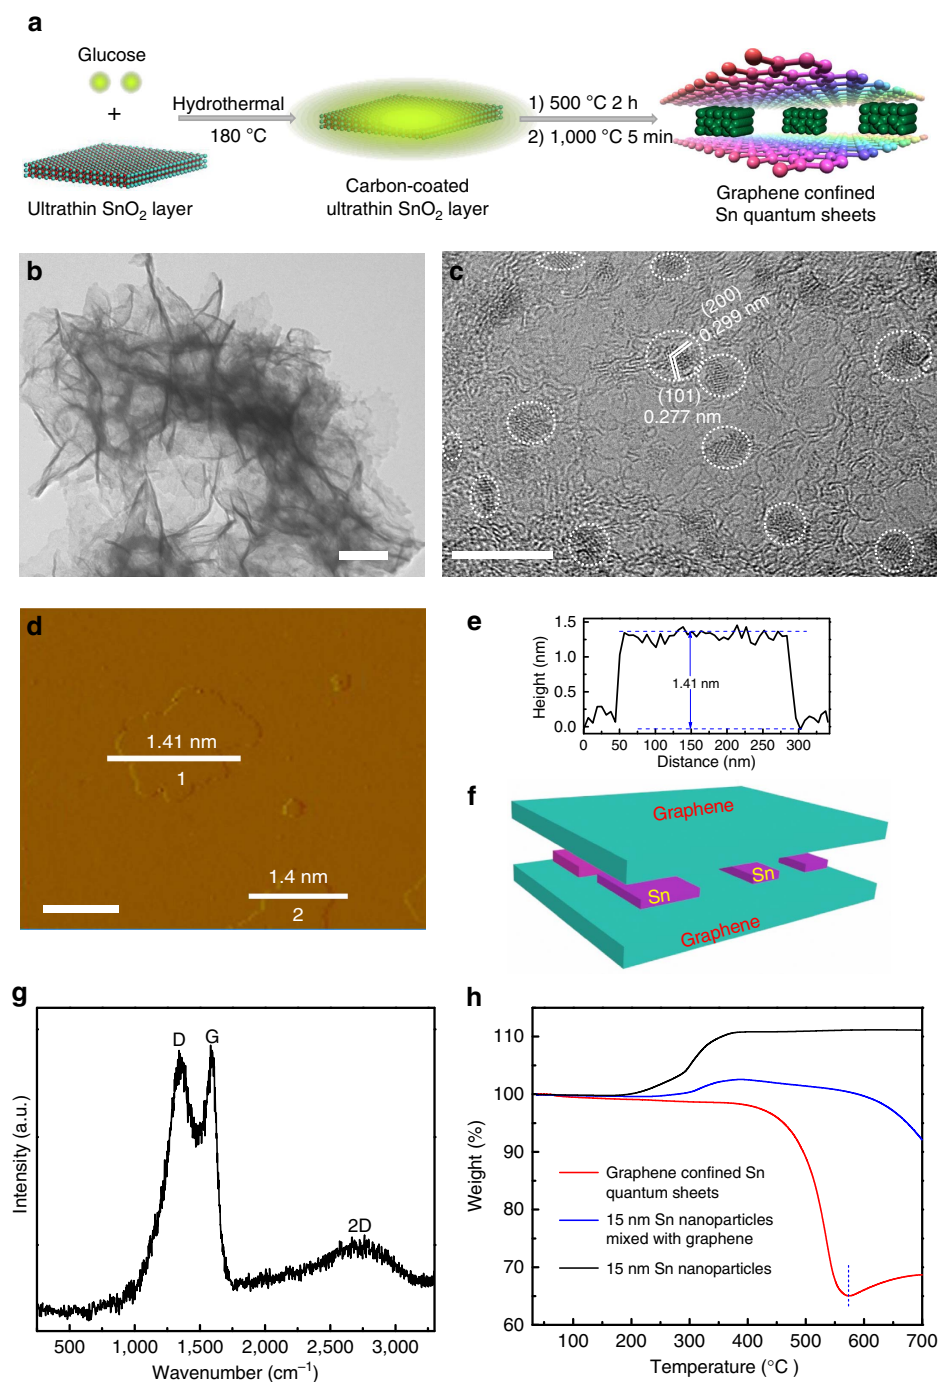 a
Glucose
+
Ultrathin SnO₂ layer
Hydrothermal
180 °C
Carbon-coated
ultrathin SnO₂ layer
1) 500 °C 2 h
2) 1,000 °C 5 min
Graphene confined
Sn quantum sheets
b
c
(200)
0.299 nm
(101)
0.277 nm
d
1.41 nm
1
1.4 nm
2
e
Height (nm)
1.5
1.0
0.5
0.0
1.41 nm
0 50 100 150 200 250 300
Distance (nm)
f
Graphene
Sn
Sn
Graphene
g
Intensity (a.u.)
D
G
2D
500 1,000 1,500 2,000 2,500 3,000
Wavenumber (cm⁻¹)
h
Weight (%)
110
100
90
80
70
60
Graphene confined Sn
quantum sheets
15 nm Sn nanoparticles
mixed with graphene
15 nm Sn nanoparticles
100 200 300 400 500 600 700
Temperature (°C )